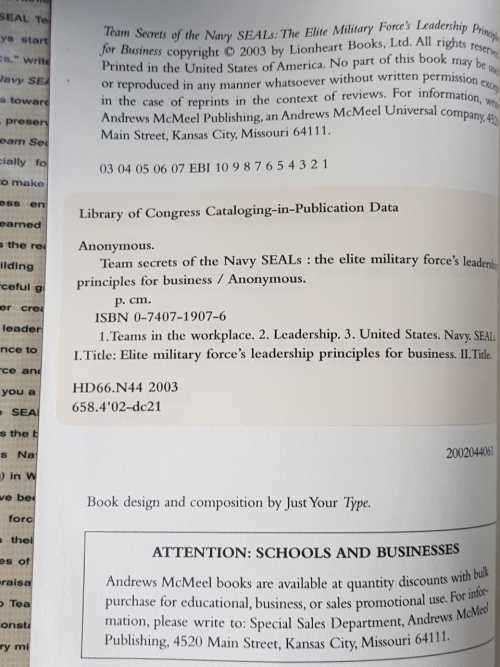 Team Secrets of the Navy SEALs: The Elite Military Force's Leadership
for Business copyright © 2003 by Lionheart Books, Ltd. All rights
Printed in the United States of America. No part of this book may be
or reproduced in any manner whatsoever without written permission
in the case of reprints in the context of reviews. For information,
Andrews McMeel Publishing, an Andrews McMeel Universal company,
Main Street, Kansas City, Missouri 64111.
03 04 05 06 07 EBI 10 9 8 7 6 5 4 3 2 1
Library of Congress Cataloging-in-Publication Data
Anonymous.
Team secrets of the Navy SEALs : the elite military force's
principles for business / Anonymous.
p. cm.
ISBN 0-7407-1907-6
1.Teams in the workplace. 2. Leadership. 3. United States. Navy. SEALs.
I.Title: Elite military force's leadership principles for business. II.Title.
HD66.N44 2003
658.4'02-dc21
2002044061
Book design and composition by Just Your Type.
ATTENTION: SCHOOLS AND BUSINESSES
Andrews McMeel books are available at quantity discounts with bulk
purchase for educational, business, or sales promotional use. For infor-
mation, please write to: Special Sales Department, Andrews McMeel
Publishing, 4520 Main Street, Kansas City, Missouri 64111.